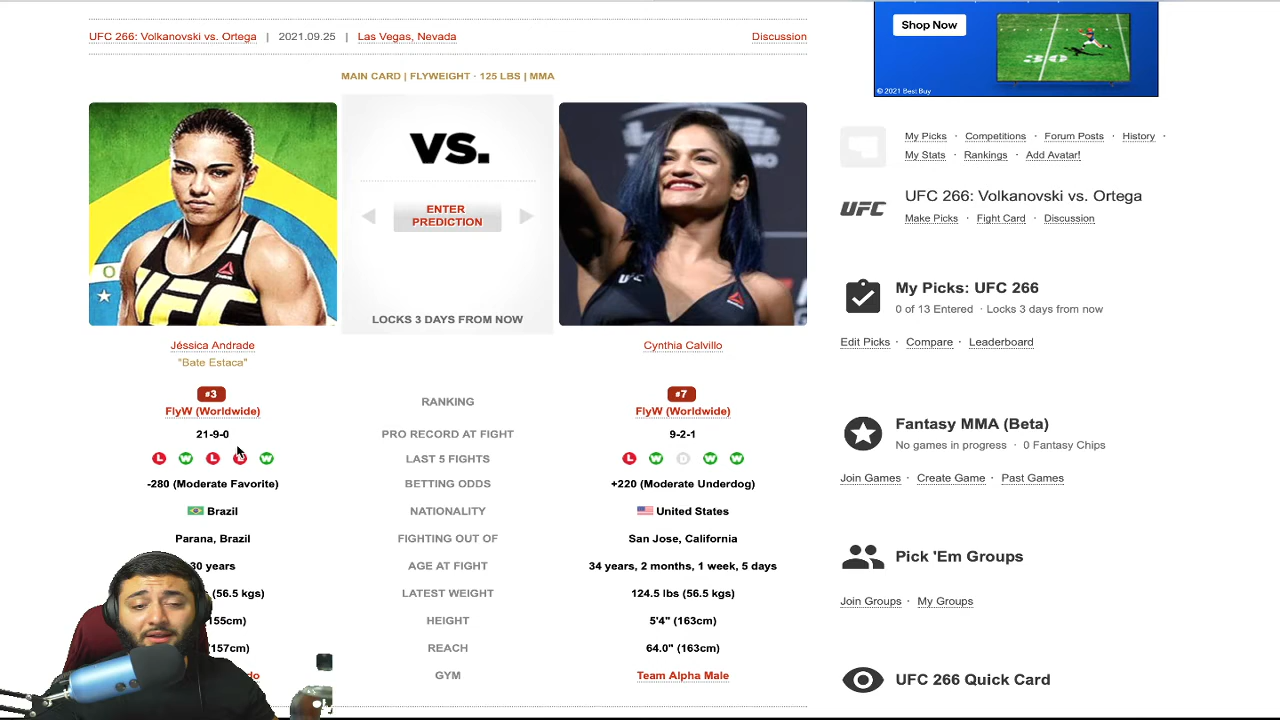 UFC 266: Volkanovski vs. Ortega | 2021.09.25 | Las Vegas, Nevada Discussion
MAIN CARD | FLYWEIGHT · 125 LBS | MMA
VS.
ENTER
PREDICTION
LOCKS 3 DAYS FROM NOW
UFC
UFC
Jéssica Andrade Cynthia Calvillo
"Bate Estaca"
#3 RANKING #7
FlyW (Worldwide) FlyW (Worldwide)
21-9-0 PRO RECORD AT FIGHT 9-2-1
L W L L W LAST 5 FIGHTS L W D W W
-280 (Moderate Favorite) BETTING ODDS +220 (Moderate Underdog)
Brazil NATIONALITY United States
Parana, Brazil FIGHTING OUT OF San Jose, California
30 years AGE AT FIGHT 34 years, 2 months, 1 week, 5 days
(56.5 kgs) LATEST WEIGHT 124.5 lbs (56.5 kgs)
155cm) HEIGHT 5'4" (163cm)
(157cm) REACH 64.0" (163cm)
GYM Team Alpha Male
Shop Now
30
© 2021 Best Buy
My Picks · Competitions · Forum Posts · History ·
My Stats · Rankings · Add Avatar!
UFC UFC 266: Volkanovski vs. Ortega
Make Picks · Fight Card · Discussion
My Picks: UFC 266
0 of 13 Entered · Locks 3 days from now
Edit Picks · Compare · Leaderboard
Fantasy MMA (Beta)
No games in progress · 0 Fantasy Chips
Join Games · Create Game · Past Games
Pick 'Em Groups
Join Groups · My Groups
UFC 266 Quick Card